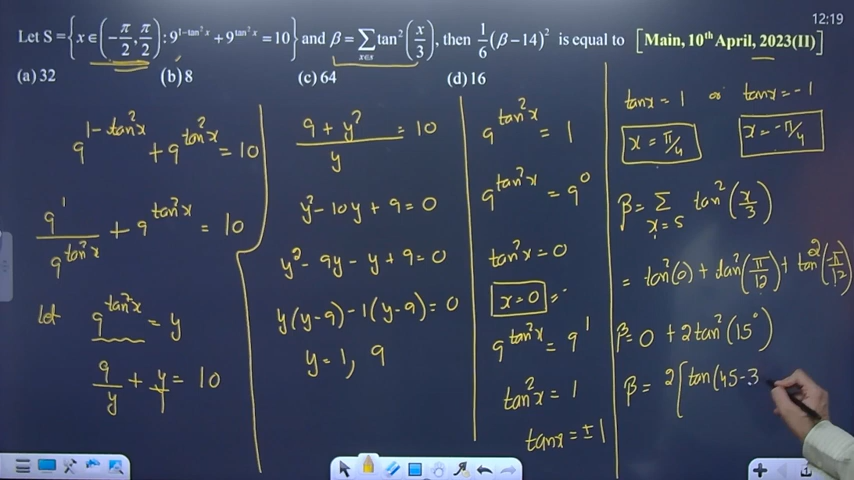 12:19
Let S = {x ∈ (-π/2, π/2) : 9^(1-tan²x) + 9^(tan²x) = 10} and β = Σ_(x∈s) tan²(x/3), then 1/6(β-14)² is equal to [Main, 10th April, 2023(II)]
(a) 32 (b) 8 (c) 64 (d) 16
9^(1-tan²x) + 9^(tan²x) = 10
9^1/9^(tan²x) + 9^(tan²x) = 10
let 9^(tan²x) = y
9/y + y/1 = 10
(9 + y²)/y = 10
y² - 10y + 9 = 0
y² - 9y - y + 9 = 0
y(y-9) - 1(y-9) = 0
y = 1, 9
9^(tan²x) = 1
9^(tan²x) = 9^0
tan²x = 0
x = 0
9^(tan²x) = 9^1
tan²x = 1
tanx = ± 1
tanx = 1 or tanx = -1
x = π/4 x = -π/4
β = Σ_(x=s) tan²(x/3)
= tan²(0) + tan²(π/12) + tan²(-π/12)
β = 0 + 2tan²(15°)
β = 2[tan(45-3